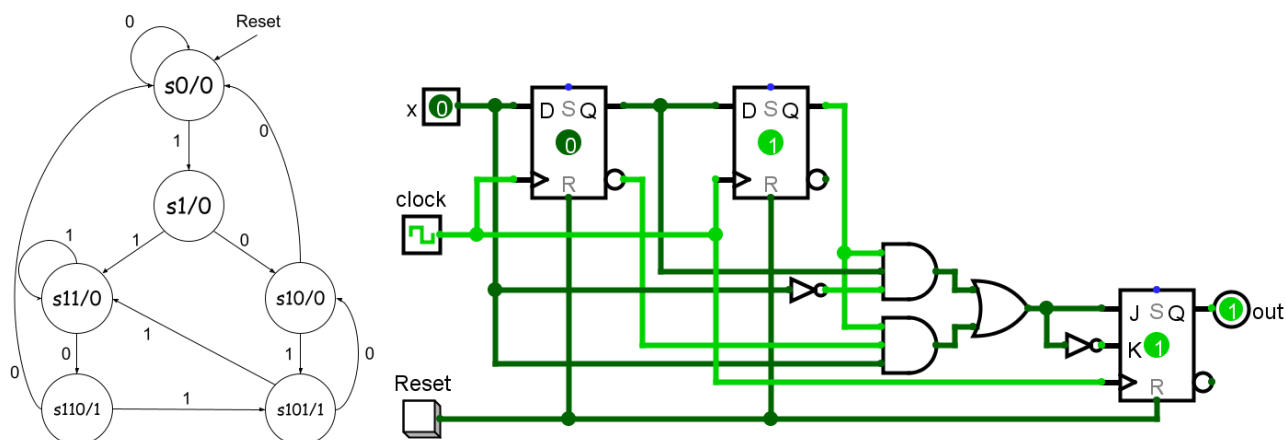 0
Reset
s0/0
1
0
s1/0
1
1
0
s11/0
s10/0
1
0
1
0
0
s110/1
1
s101/1
x
0
D S Q
0
R
D S Q
1
R
clock
Reset
J S Q
1
K
R
1
out